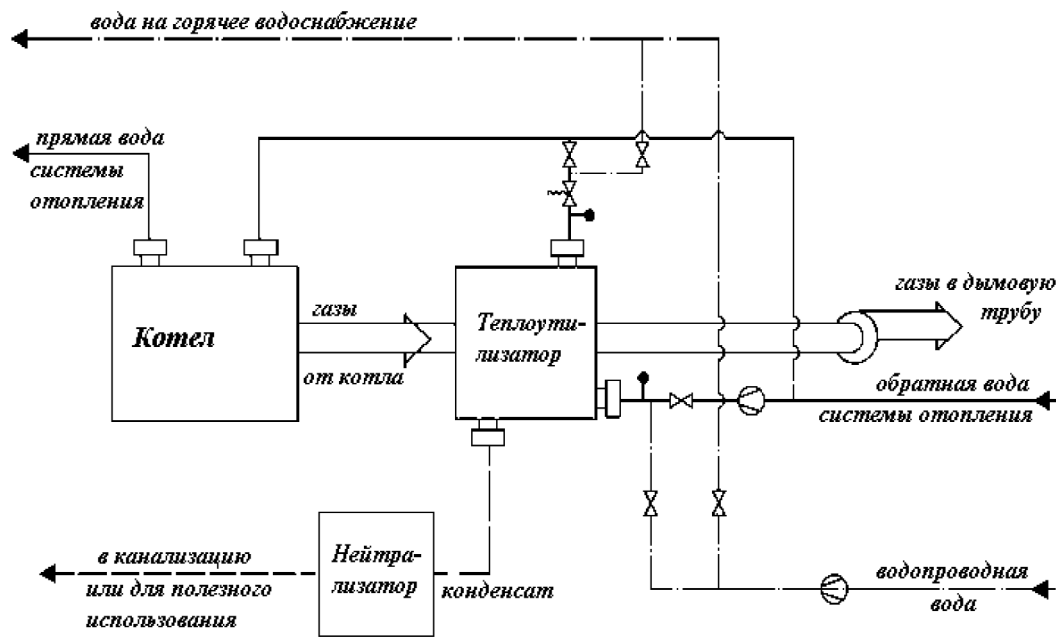 вода на горячее водоснабжение
прямая вода
системы
отопления
Котел
газы
от котла
Теплоути-
лизатор
газы в дымовую
трубу
обратная вода
системы отопления
в канализацию
или для полезного
использования
Нейтра-
лизатор
конденсат
водопроводная
вода